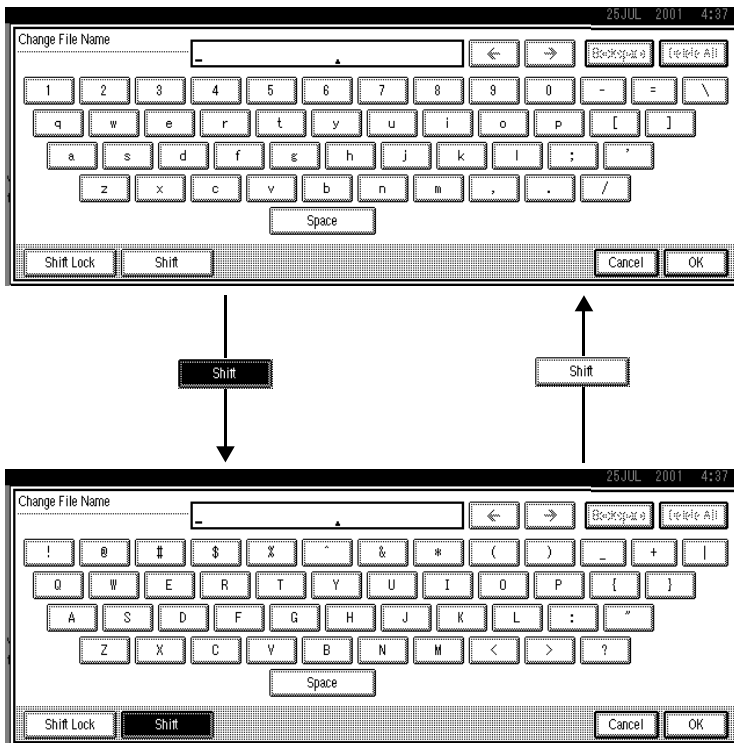 25JUL 2001 4:37
Change File Name
← → Backspace Delete All
1 2 3 4 5 6 7 8 9 0 - = \
q w e r t y u i o p [ ]
a s d f g h j k l ; '
z x c v b n m , . /
Space
Shift Lock Shift Cancel OK
Shift Shift
25JUL 2001 4:37
Change File Name
← → Backspace Delete All
! @ # $ % ^ & * ( ) _ + |
Q W E R T Y U I O P { }
A S D F G H J K L : "
Z X C V B N M < > ?
Space
Shift Lock Shift Cancel OK